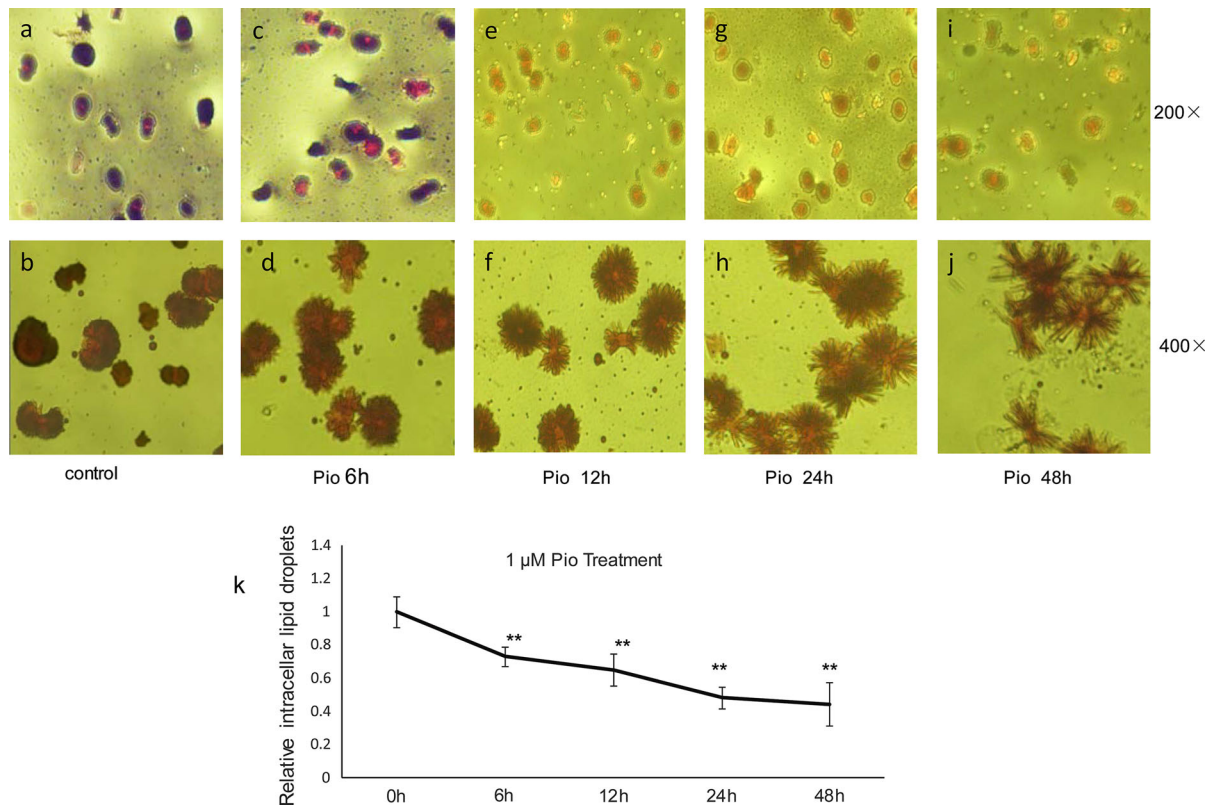 a c e g i
200×
b d f h j
400×
control Pio 6h Pio 12h Pio 24h Pio 48h
k
1 µM Pio Treatment
Relative intracellar lipid droplets
1.4
1.2
1
0.8
0.6
0.4
0.2
0
** ** ** **
0h 6h 12h 24h 48h